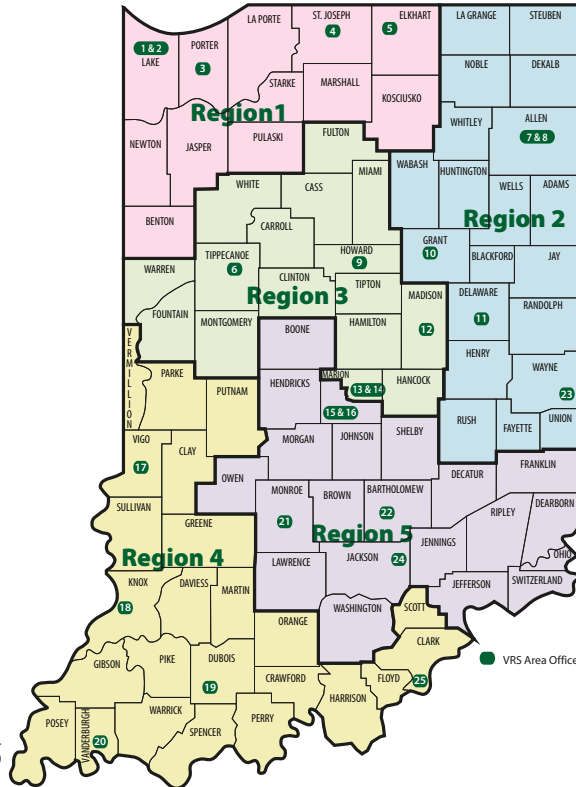 LA PORTE
ST. JOSEPH
4
ELKHART
5
LA GRANGE
STEUBEN
1 & 2
LAKE
PORTER
3
NOBLE
DEKALB
STARKE
MARSHALL
KOSCIUSKO
Region1
WHITLEY
ALLEN
7 & 8
NEWTON
JASPER
PULASKI
FULTON
WABASH
HUNTINGTON
MIAMI
WHITE
CASS
WELLS
ADAMS
BENTON
CARROLL
Region 2
GRANT
10
BLACKFORD
JAY
TIPPECANOE
6
HOWARD
9
WARREN
CLINTON
TIPTON
Region 3
MADISON
12
DELAWARE
11
RANDOLPH
FOUNTAIN
MONTGOMERY
BOONE
HAMILTON
VERMILLION
HENRY
WAYNE
23
PARKE
PUTNAM
HENDRICKS
MARION
13 & 14
HANCOCK
15 & 16
RUSH
FAYETTE
UNION
VIGO
17
CLAY
MORGAN
JOHNSON
SHELBY
FRANKLIN
OWEN
DECATUR
SULLIVAN
MONROE
21
BROWN
BARTHOLOMEW
22
RIPLEY
DEARBORN
GREENE
Region 5
JENNINGS
OHIO
Region 4
LAWRENCE
JACKSON
24
KNOX
18
DAVIESS
MARTIN
JEFFERSON
SWITZERLAND
WASHINGTON
SCOTT
ORANGE
CLARK
GIBSON
PIKE
DUBOIS
19
VRS Area Office
CRAWFORD
FLOYD
25
HARRISON
POSEY
VANDERBURGH
20
WARRICK
SPENCER
PERRY